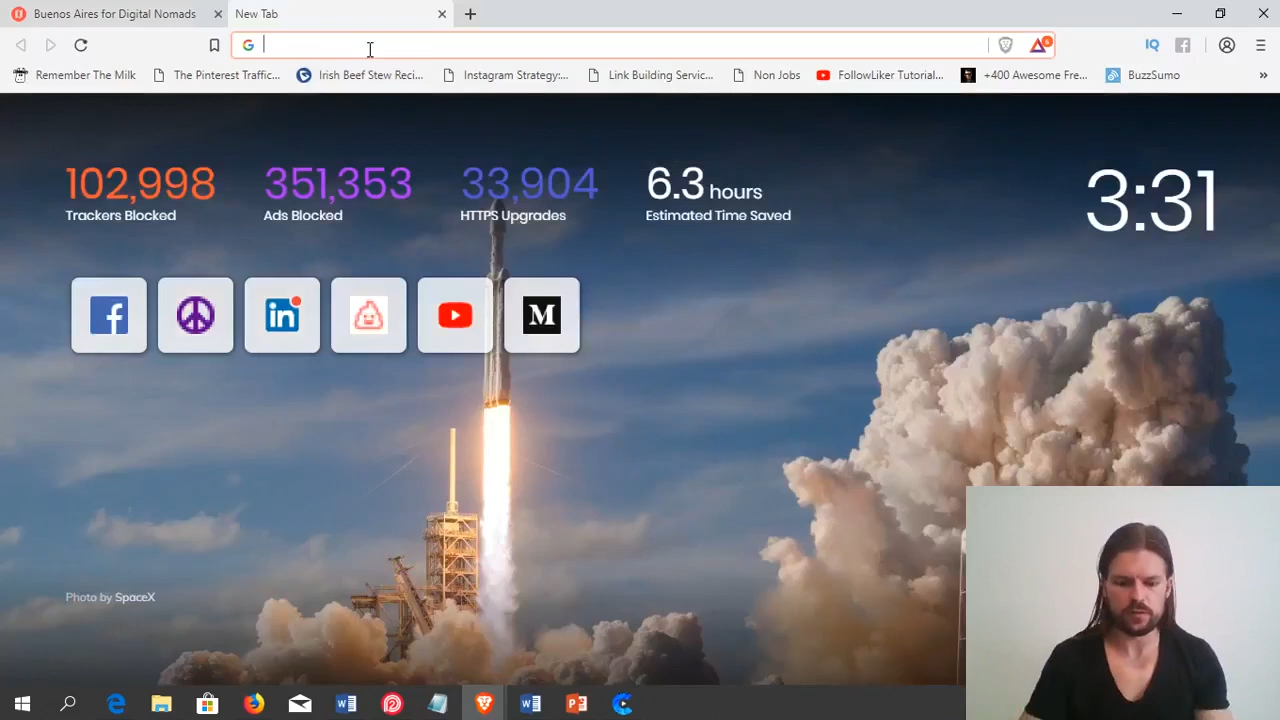 Buenos Aires for Digital Nomads
New Tab
Remember The Milk
The Pinterest Traffic...
Irish Beef Stew Reci...
Instagram Strategy:...
Link Building Servic...
Non Jobs
FollowLiker Tutorial...
+400 Awesome Fre...
BuzzSumo
102,998
Trackers Blocked
351,353
Ads Blocked
33,904
HTTPS Upgrades
6.3 hours
Estimated Time Saved
3:31
Photo by SpaceX